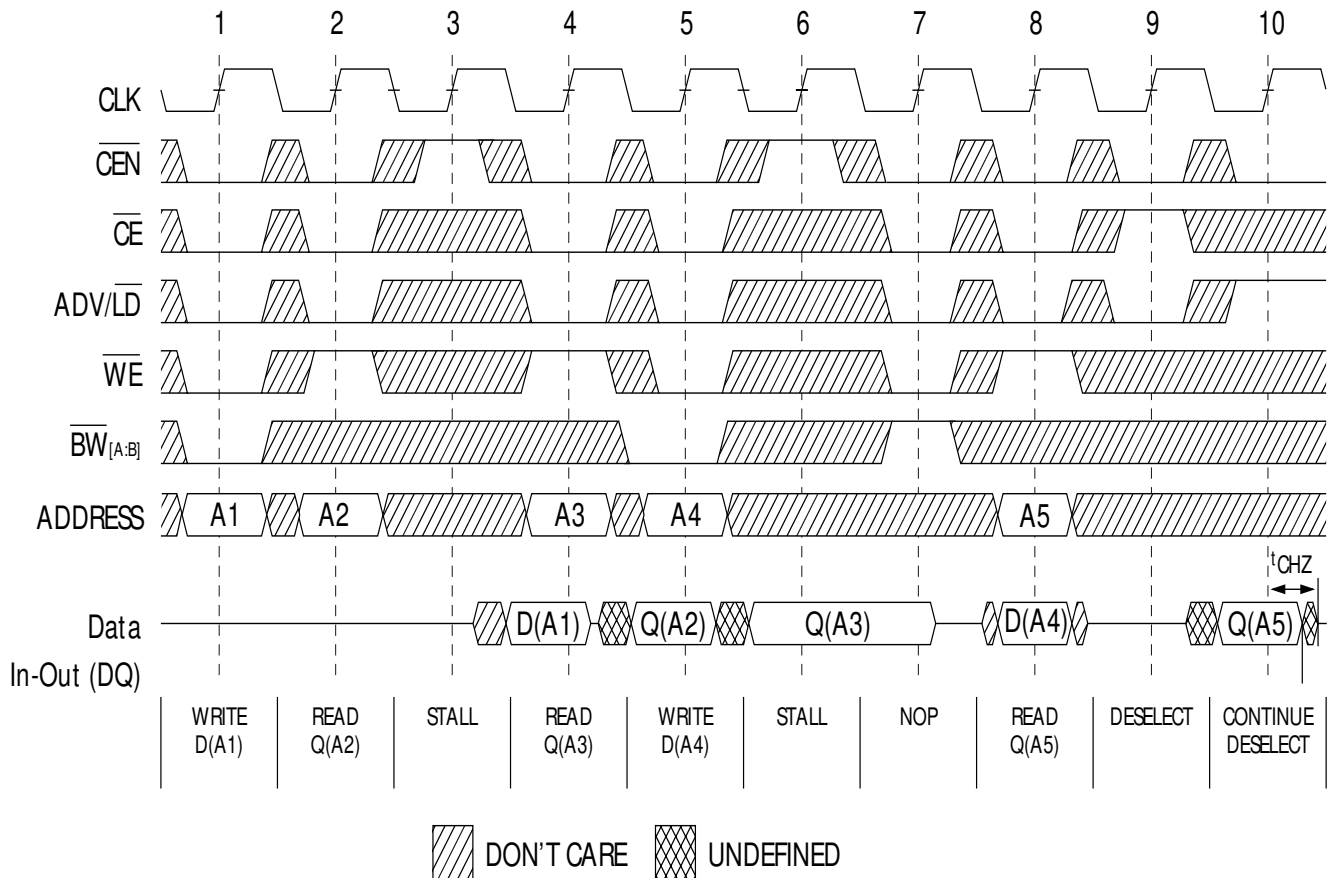 1 2 3 4 5 6 7 8 9 10
CLK
CEN
CE
ADV/LD
WE
BW[A:B]
ADDRESS A1 A2 A3 A4 A5
tCHZ
Data D(A1) Q(A2) Q(A3) D(A4) Q(A5)
In-Out (DQ)
WRITE READ STALL READ WRITE STALL NOP READ DESELECT CONTINUE
D(A1) Q(A2) Q(A3) D(A4) Q(A5) DESELECT
DON'T CARE UNDEFINED